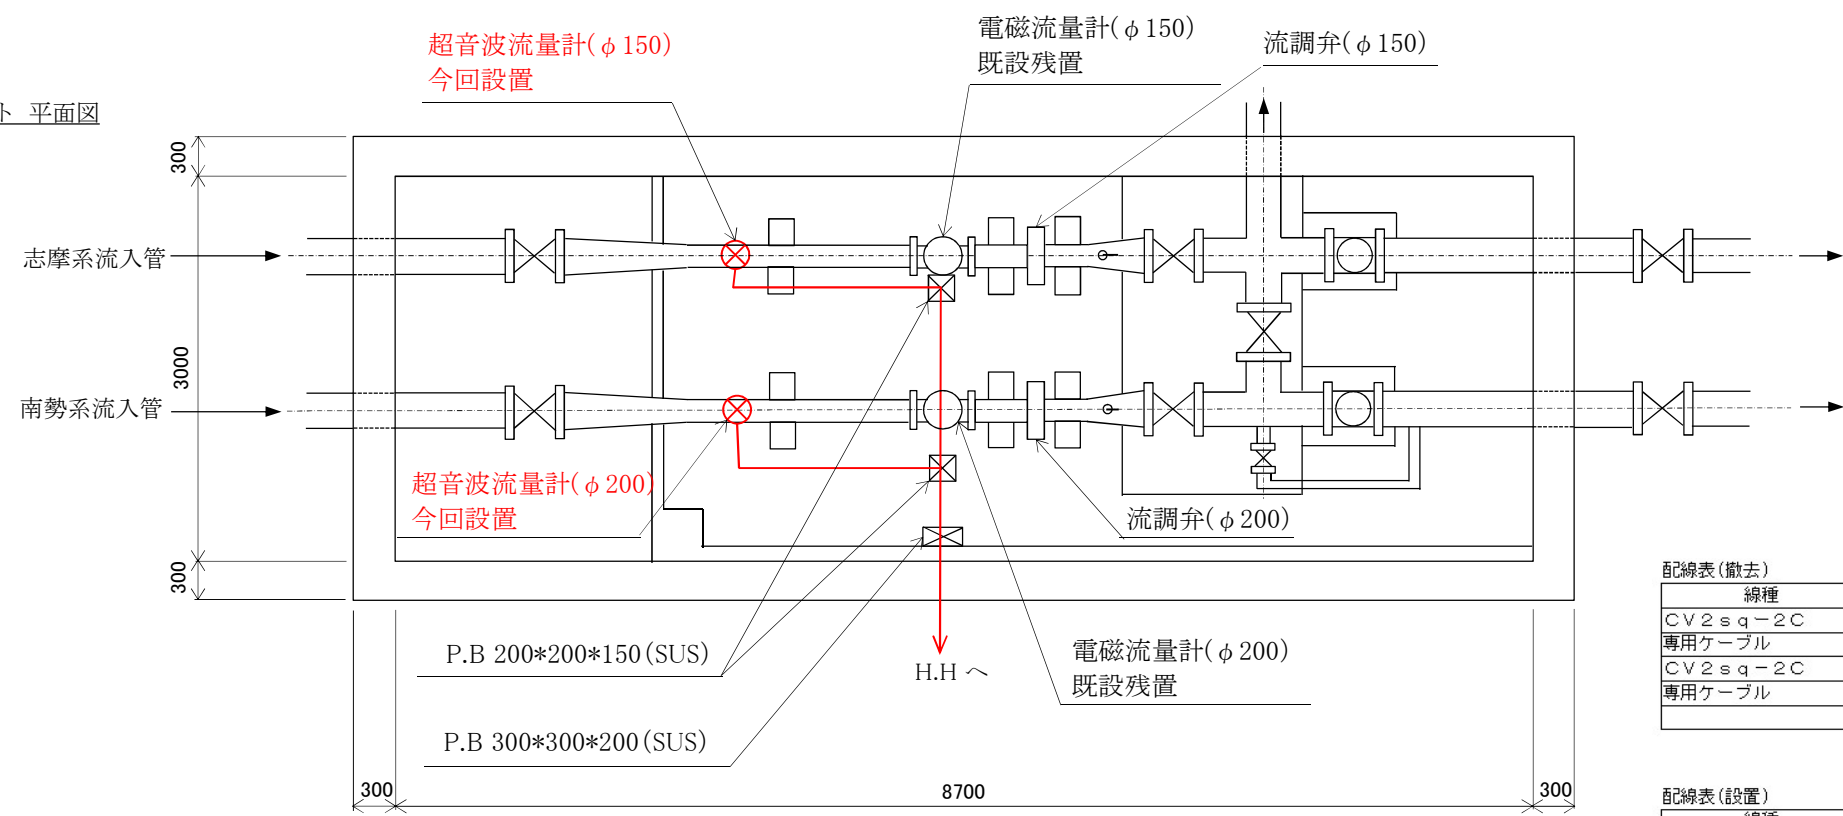 超音波流量計(φ150)
今回設置
電磁流量計(φ150)
既設残置
流調弁(φ150)
ト 平面図
300
志摩系流入管
3000
南勢系流入管
超音波流量計(φ200)
今回設置
流調弁(φ200)
300
P.B 200*200*150(SUS)
H.H へ
電磁流量計(φ200)
既設残置
P.B 300*300*200(SUS)
300
8700
300
配線表(撤去)
線種
CV2sq-2C
専用ケーブル
CV2sq-2C
専用ケーブル
配線表(設置)
線種